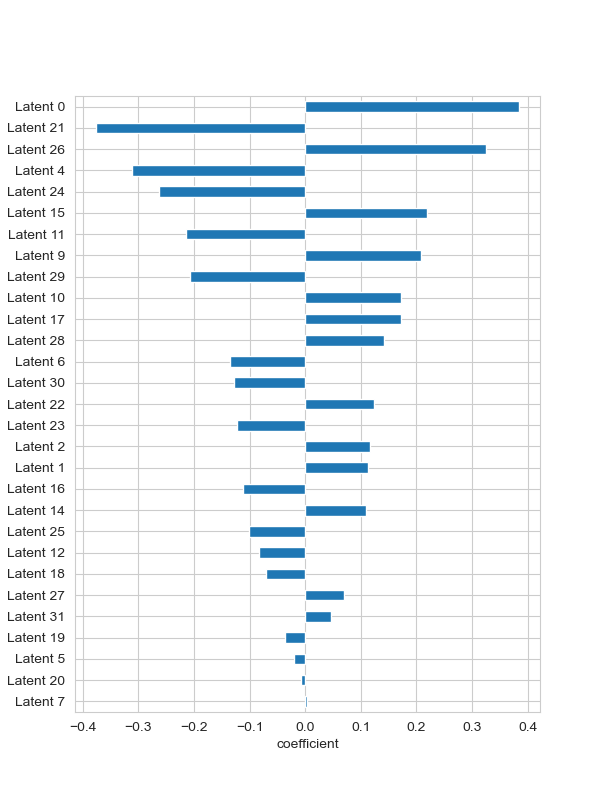 Latent 0
Latent 21
Latent 26
Latent 4
Latent 24
Latent 15
Latent 11
Latent 9
Latent 29
Latent 10
Latent 17
Latent 28
Latent 6
Latent 30
Latent 22
Latent 23
Latent 2
Latent 1
Latent 16
Latent 14
Latent 25
Latent 12
Latent 18
Latent 27
Latent 31
Latent 19
Latent 5
Latent 20
Latent 7
−0.4 −0.3 −0.2 −0.1 0.0 0.1 0.2 0.3 0.4
coefficient